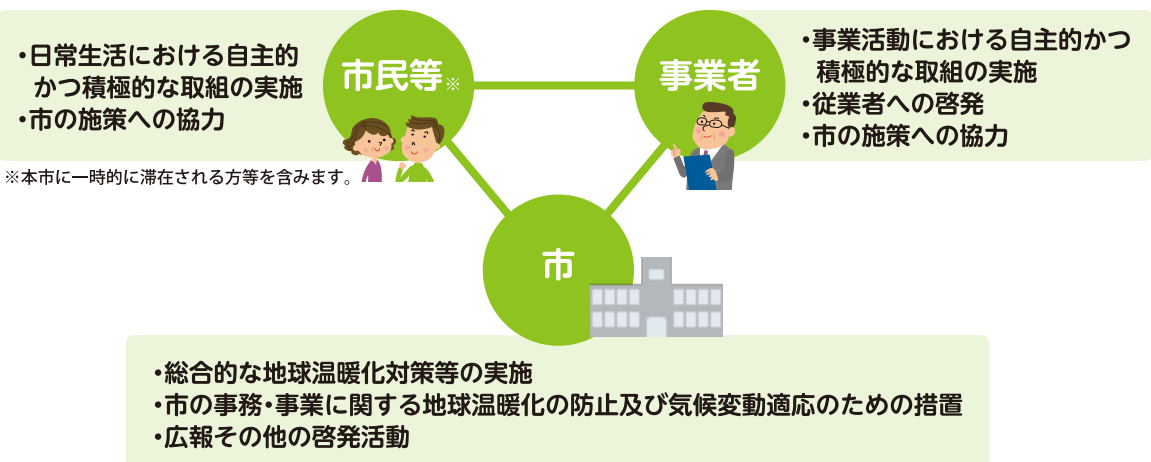 市民等※
・日常生活における自主的
かつ積極的な取組の実施
・市の施策への協力
※本市に一時的に滞在される方等を含みます。
事業者
・事業活動における自主的かつ
積極的な取組の実施
・従業者への啓発
・市の施策への協力
市
・総合的な地球温暖化対策等の実施
・市の事務・事業に関する地球温暖化の防止及び気候変動適応のための措置
・広報その他の啓発活動